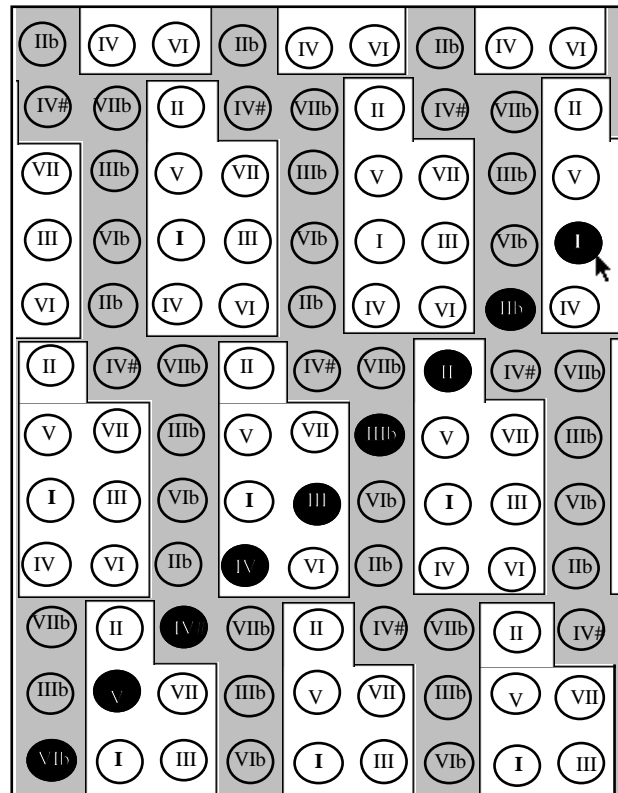 IIb IV VI IIb IV VI IIb IV VI
IV# VIIb II IV# VIIb II IV# VIIb II
VII IIIb V VII IIIb V VII IIIb V
III VIb I III VIb I III VIb I
VI IIb IV VI IIb IV VI IIb IV
II IV# VIIb II IV# VIIb II IV# VIIb
V VII IIIb V VII IIIb V VII IIIb
I III VIb I III VIb I III VIb
IV VI IIb IV VI IIb IV VI IIb
VIIb II IV# VIIb II IV# VIIb II IV#
IIIb V VII IIIb V VII IIIb V VII
VIb I III VIb I III VIb I III